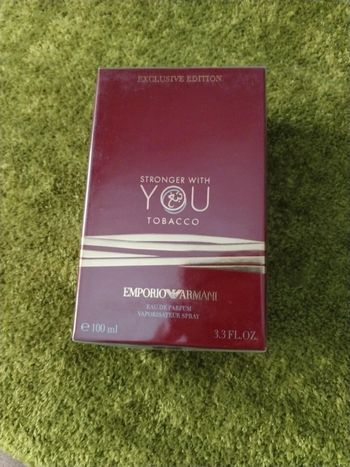 EXCLUSIVE EDITION
STRONGER WITH
YOU
تبغ
TOBACCO
EMPORIO ARMANI
EAU DE PARFUM
VAPORISATEUR SPRAY
℮ 100 ml
3.3 FL.OZ.